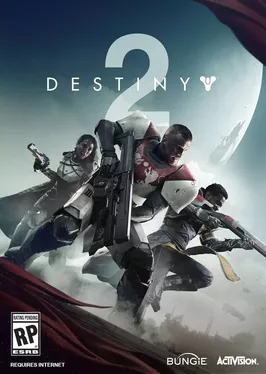 DESTINY
2
RATING PENDING
RP
ESRB
REQUIRES INTERNET
BUNGIE
ACTIVISION.